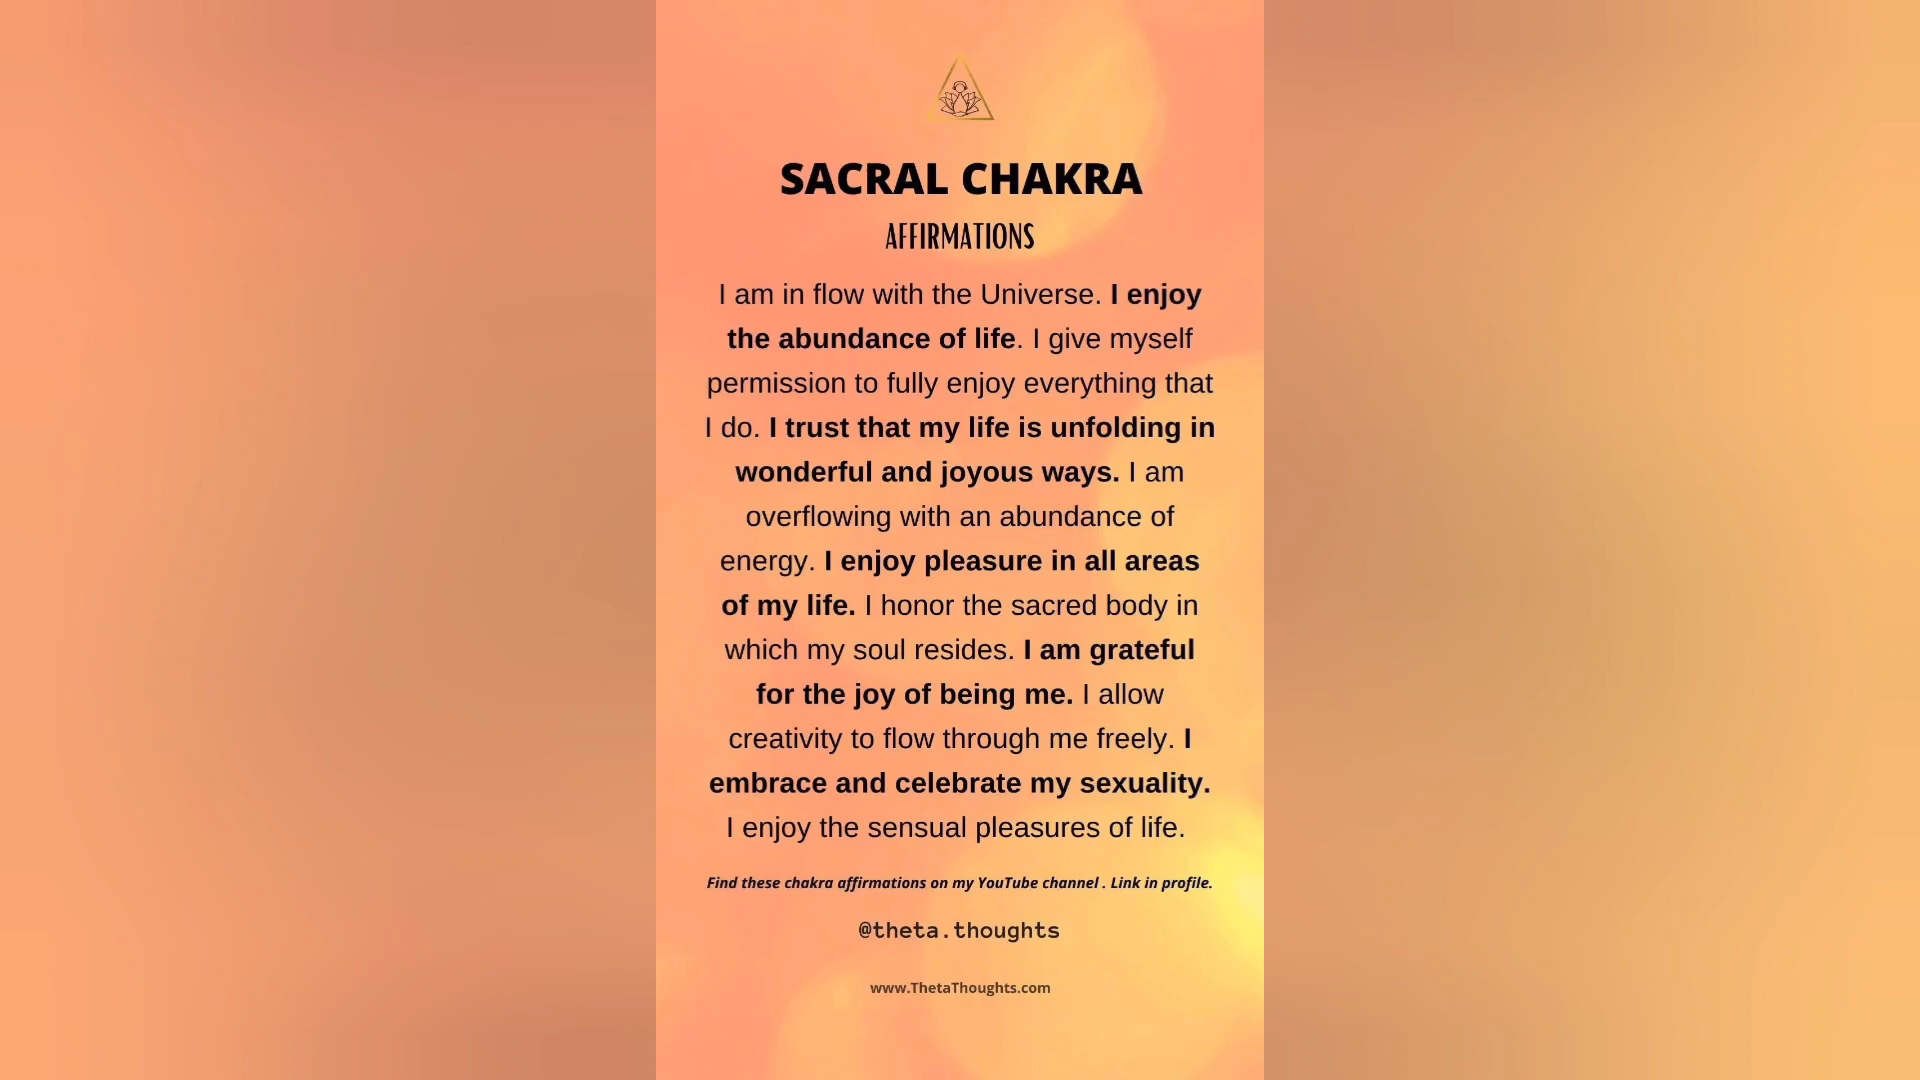 SACRAL CHAKRA
AFFIRMATIONS
I am in flow with the Universe. I enjoy
the abundance of life. I give myself
permission to fully enjoy everything that
I do. I trust that my life is unfolding in
wonderful and joyous ways. I am
overflowing with an abundance of
energy. I enjoy pleasure in all areas
of my life. I honor the sacred body in
which my soul resides. I am grateful
for the joy of being me. I allow
creativity to flow through me freely. I
embrace and celebrate my sexuality.
I enjoy the sensual pleasures of life.
Find these chakra affirmations on my YouTube channel . Link in profile.
@theta.thoughts
www.ThetaThoughts.com